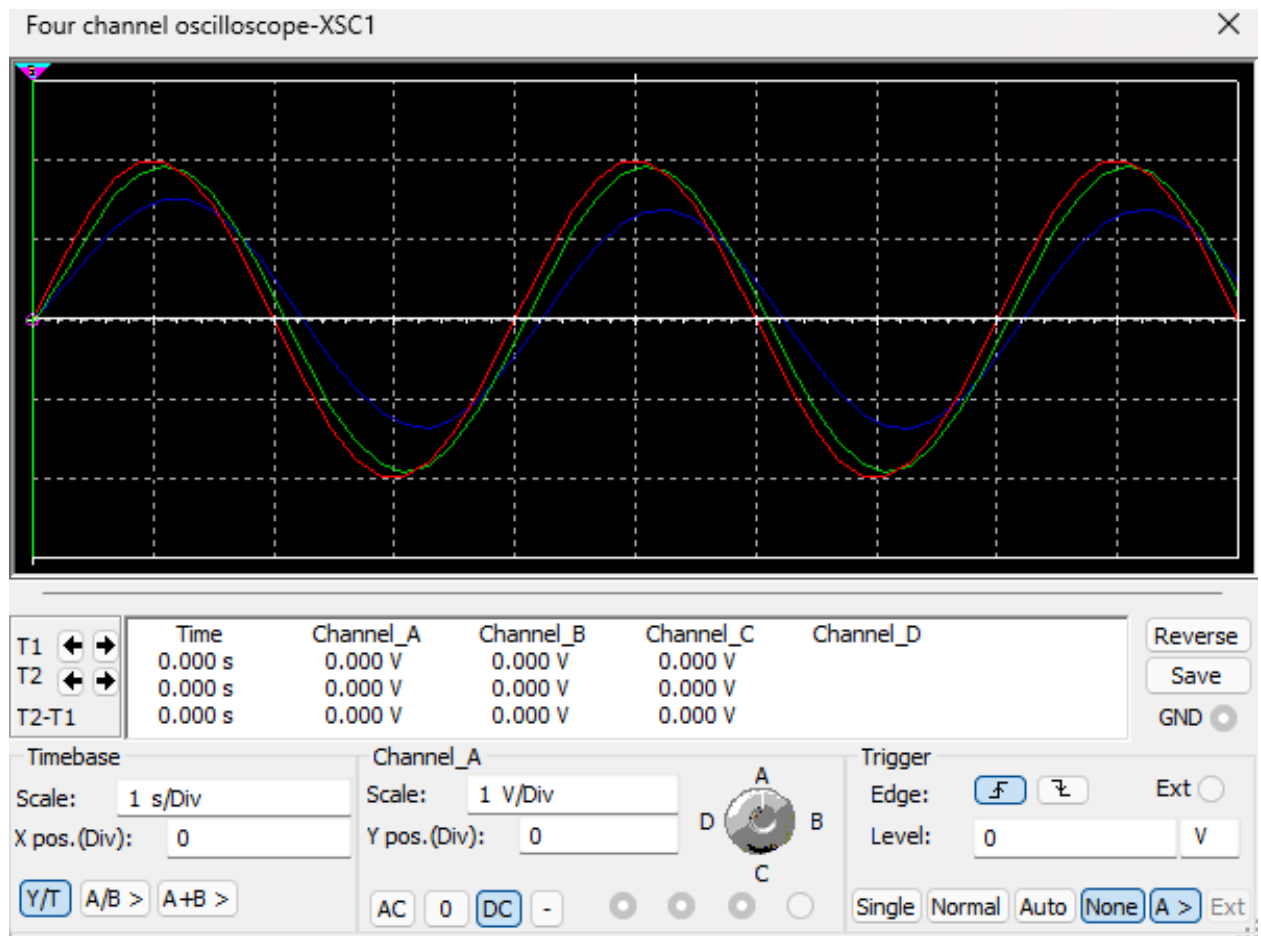 Four channel oscilloscope-XSC1
Time Channel_A Channel_B Channel_C Channel_D
T1 0.000 s 0.000 V 0.000 V 0.000 V
T2 0.000 s 0.000 V 0.000 V 0.000 V
T2-T1 0.000 s 0.000 V 0.000 V 0.000 V
Reverse
Save
GND
Timebase
Scale: 1 s/Div
X pos.(Div): 0
Y/T A/B > A+B >
Channel_A
Scale: 1 V/Div
Y pos.(Div): 0
A
D B
C
AC 0 DC -
Trigger
Edge: Ext
Level: 0 V
Single Normal Auto None A > Ext